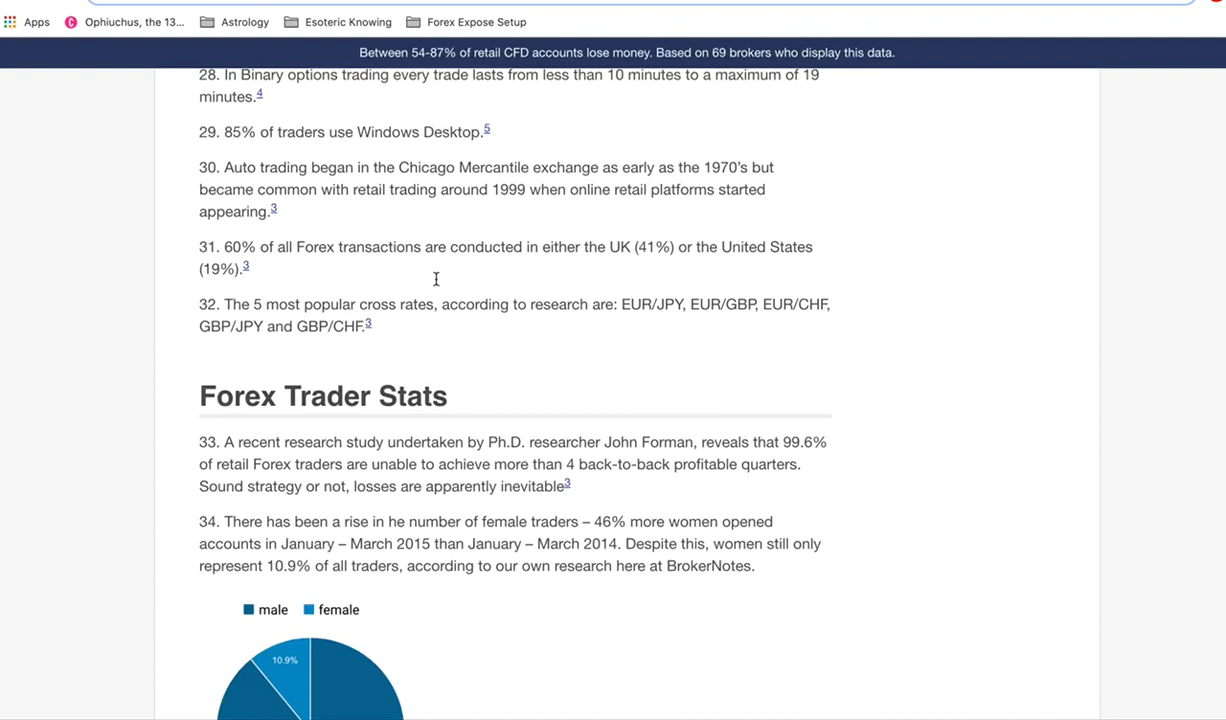 Apps
Ophiuchus, the 13...
Astrology
Esoteric Knowing
Forex Expose Setup
Between 54-87% of retail CFD accounts lose money. Based on 69 brokers who display this data.
28. In Binary options trading every trade lasts from less than 10 minutes to a maximum of 19
minutes.4
29. 85% of traders use Windows Desktop.5
30. Auto trading began in the Chicago Mercantile exchange as early as the 1970's but
became common with retail trading around 1999 when online retail platforms started
appearing.3
31. 60% of all Forex transactions are conducted in either the UK (41%) or the United States
(19%).3
32. The 5 most popular cross rates, according to research are: EUR/JPY, EUR/GBP, EUR/CHF,
GBP/JPY and GBP/CHF.3
Forex Trader Stats
33. A recent research study undertaken by Ph.D. researcher John Forman, reveals that 99.6%
of retail Forex traders are unable to achieve more than 4 back-to-back profitable quarters.
Sound strategy or not, losses are apparently inevitable3
34. There has been a rise in he number of female traders – 46% more women opened
accounts in January – March 2015 than January – March 2014. Despite this, women still only
represent 10.9% of all traders, according to our own research here at BrokerNotes.
male
female
10.9%